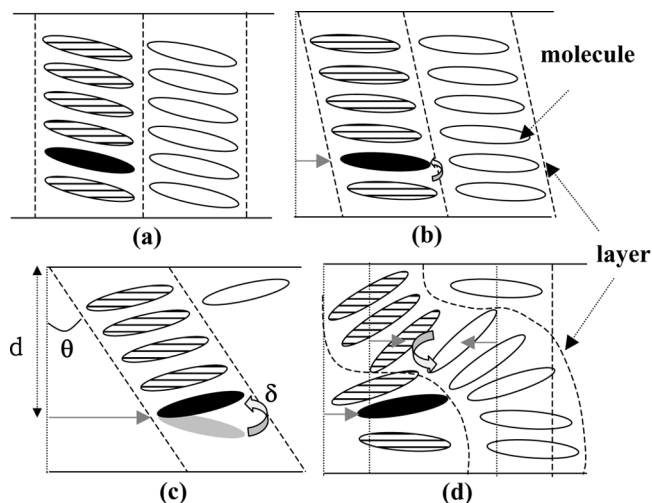 molecule
(a)
(b)
layer
d
θ
δ
(c)
(d)